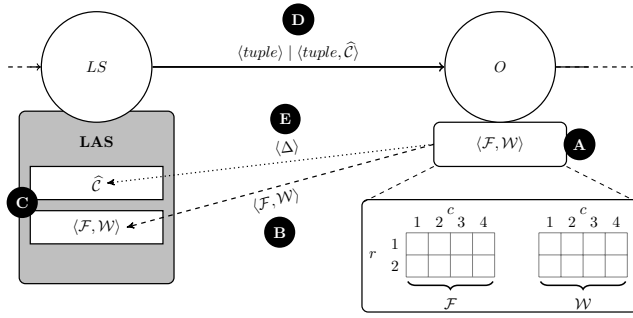 D
⟨tuple⟩ | ⟨tuple, Ĉ⟩
LS
O
E
⟨Δ⟩
LAS
⟨F, W⟩
A
Ĉ
C
⟨F, W⟩
⟨F, W⟩
B
c
c
1 2 3 4
1 2 3 4
r
1
2
F
W